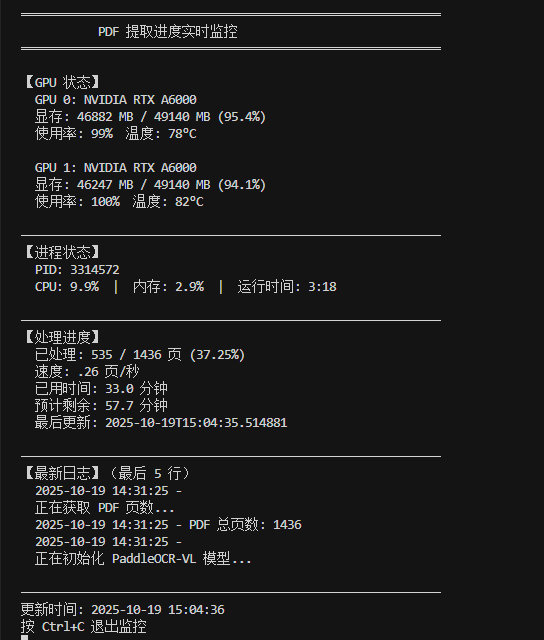 PDF 提取进度实时监控
【GPU 状态】
GPU 0: NVIDIA RTX A6000
显存: 46882 MB / 49140 MB (95.4%)
使用率: 99% 温度: 78°C
GPU 1: NVIDIA RTX A6000
显存: 46247 MB / 49140 MB (94.1%)
使用率: 100% 温度: 82°C
【进程状态】
PID: 3314572
CPU: 9.9% | 内存: 2.9% | 运行时间: 3:18
【处理进度】
已处理: 535 / 1436 页 (37.25%)
速度: .26 页/秒
已用时间: 33.0 分钟
预计剩余: 57.7 分钟
最后更新: 2025-10-19T15:04:35.514881
【最新日志】（最后 5 行）
2025-10-19 14:31:25 -
正在获取 PDF 页数...
2025-10-19 14:31:25 - PDF 总页数: 1436
2025-10-19 14:31:25 -
正在初始化 PaddleOCR-VL 模型...
更新时间: 2025-10-19 15:04:36
按 Ctrl+C 退出监控